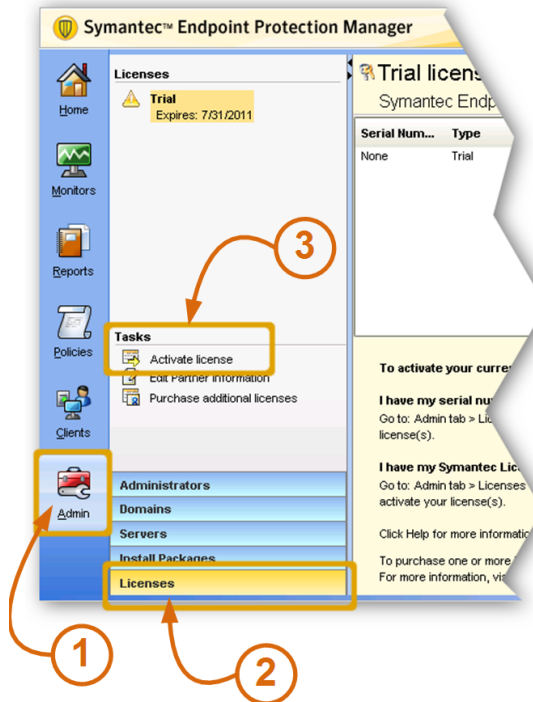 Symantec™ Endpoint Protection Manager
Home
Monitors
Reports
Policies
Clients
Admin
Licenses
Trial
Expires: 7/31/2011
3
Tasks
Activate license
Edit Partner Information
Purchase additional licenses
Administrators
Domains
Servers
Install Packages
Licenses
1
2
Trial licens
Symantec Endp
Serial Num... Type
None Trial
To activate your curre
I have my serial nu
Go to: Admin tab > Lic
license(s).
I have my Symantec Lic
Go to: Admin tab > Licenses
activate your license(s).
Click Help for more informatic
To purchase one or more
For more information, vis